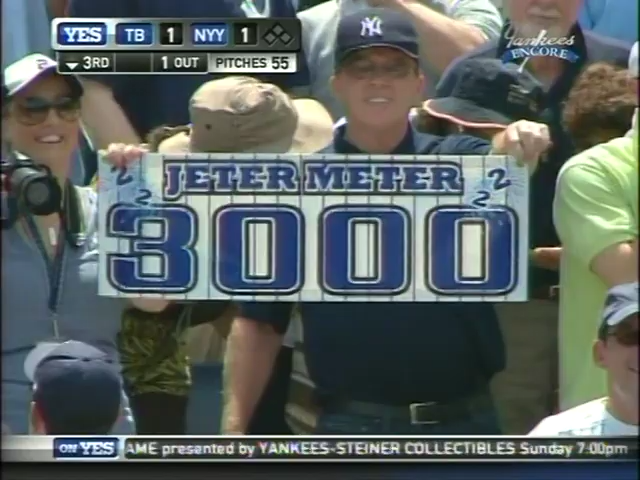 YES TB 1 NYY 1
3RD 1 OUT PITCHES 55
Yankees
ENCORE
JETER METER
2 2 2 2
3000
ON YES AME presented by YANKEES-STEINER COLLECTIBLES Sunday 7:00pm